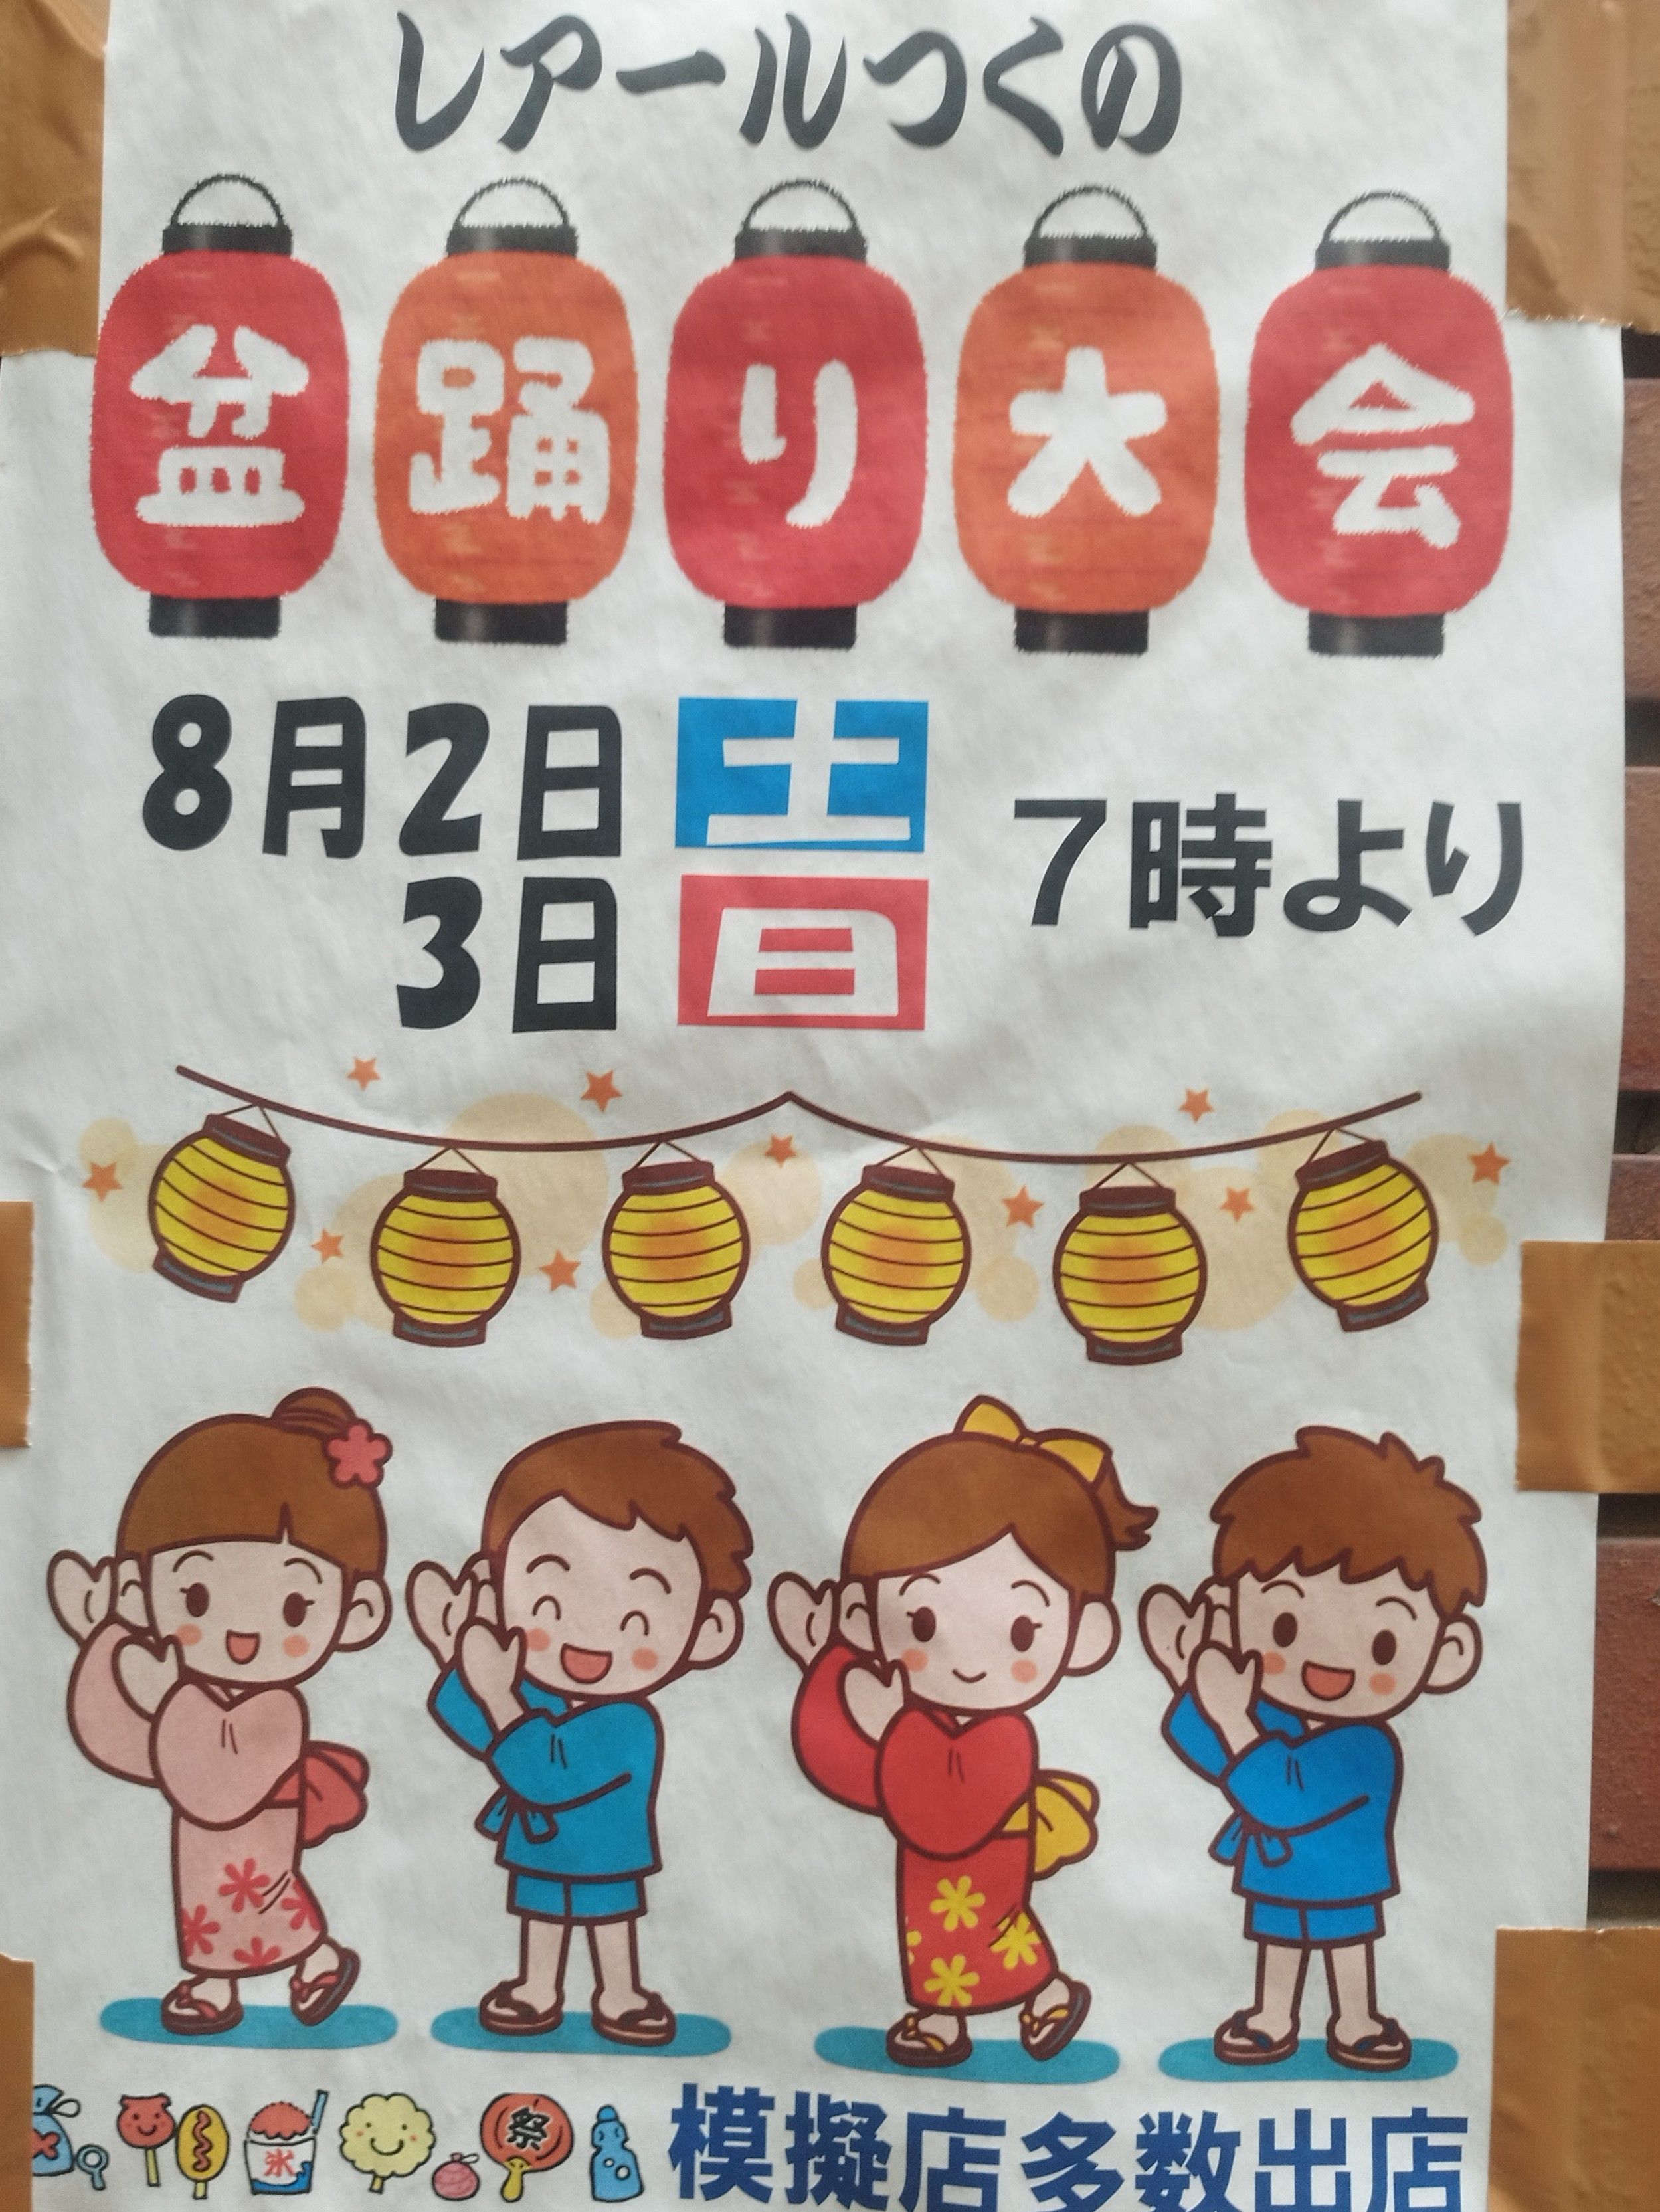 レアールつくの
盆踊り大会
8月2日 土
3日 日
7時より
氷
祭
模擬店多数出店